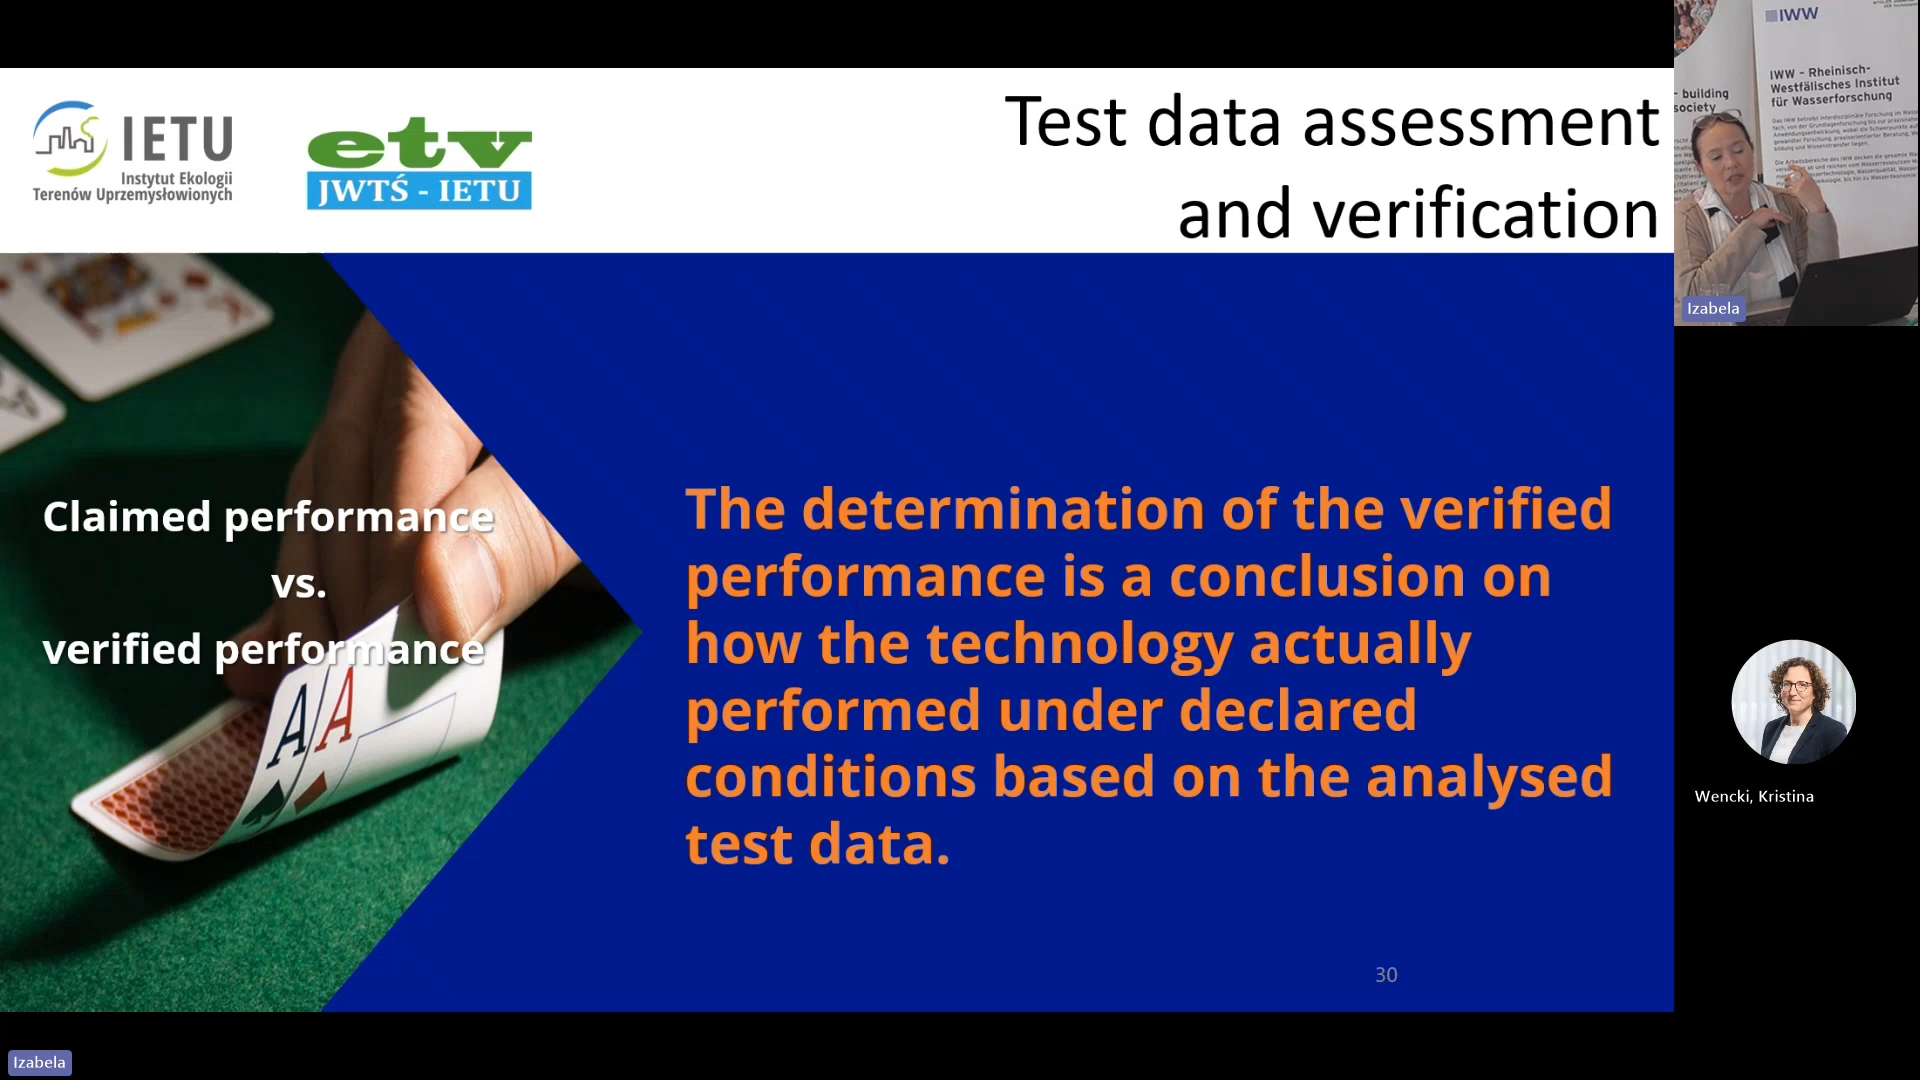 IETU
Instytut Ekologii
Terenów Uprzemysłowionych
etv
JWTŚ - IETU
Test data assessment
and verification
Claimed performance
vs.
verified performance
A A
The determination of the verified
performance is a conclusion on
how the technology actually
performed under declared
conditions based on the analysed
test data.
30
IWW
IWW - Rheinisch-
Westfälisches Institut
für Wasserforschung
building
society
Izabela
Wencki, Kristina
Izabela